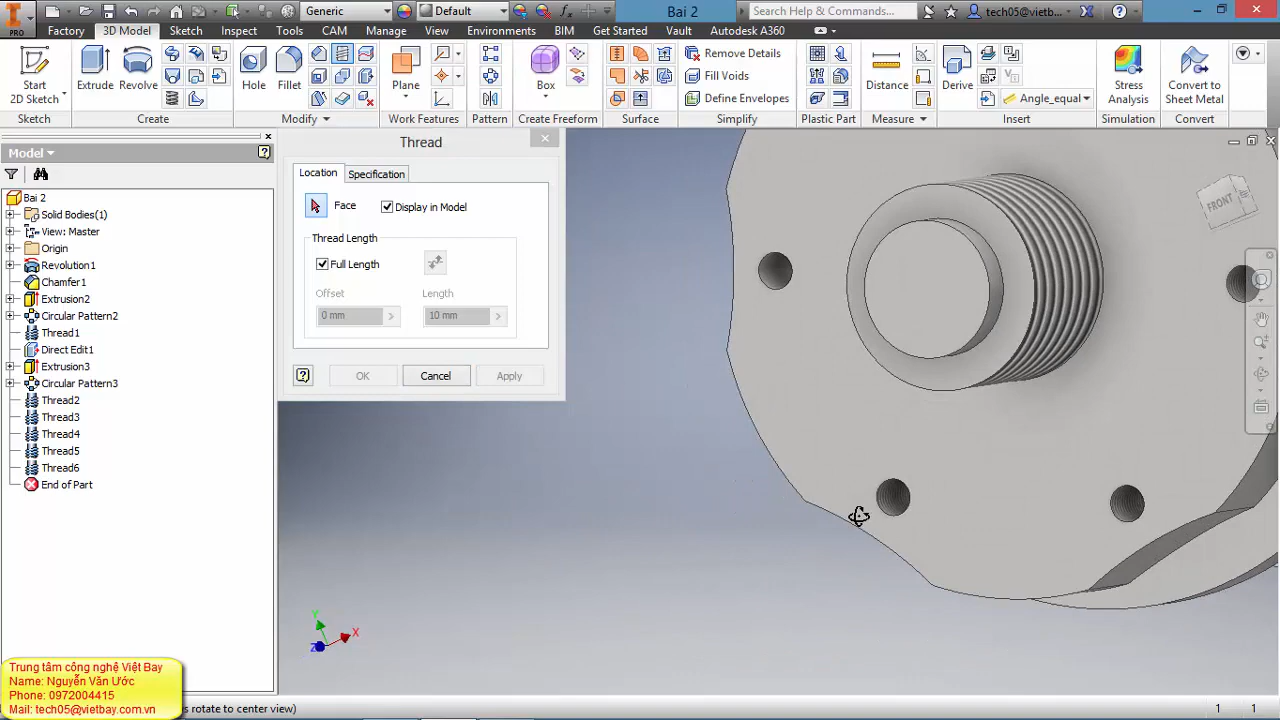 Generic
Default
Bai 2
Search Help & Commands...
tech05@vietb...
PRO
Factory
3D Model
Sketch
Inspect
Tools
CAM
Manage
View
Environments
BIM
Get Started
Vault
Autodesk A360
Start
2D Sketch
Extrude
Revolve
Hole
Fillet
Plane
Box
Remove Details
Fill Voids
Define Envelopes
Distance
Derive
Angle_equal
Stress
Analysis
Convert to
Sheet Metal
Sketch
Create
Modify
Work Features
Pattern
Create Freeform
Surface
Simplify
Plastic Part
Measure
Insert
Simulation
Convert
Model
Bai 2
Solid Bodies(1)
View: Master
Origin
Revolution1
Chamfer1
Extrusion2
Circular Pattern2
Thread1
Direct Edit1
Extrusion3
Circular Pattern3
Thread2
Thread3
Thread4
Thread5
Thread6
End of Part
Thread
Location
Specification
Face
Display in Model
Thread Length
Full Length
Offset
Length
0 mm
10 mm
OK
Cancel
Apply
FRONT
Y
X
Z
Trung tâm công nghệ Việt Bay
Name: Nguyễn Văn Ước
Phone: 0972004415
Mail: tech05@vietbay.com.vn
s rotate to center view)
1
1